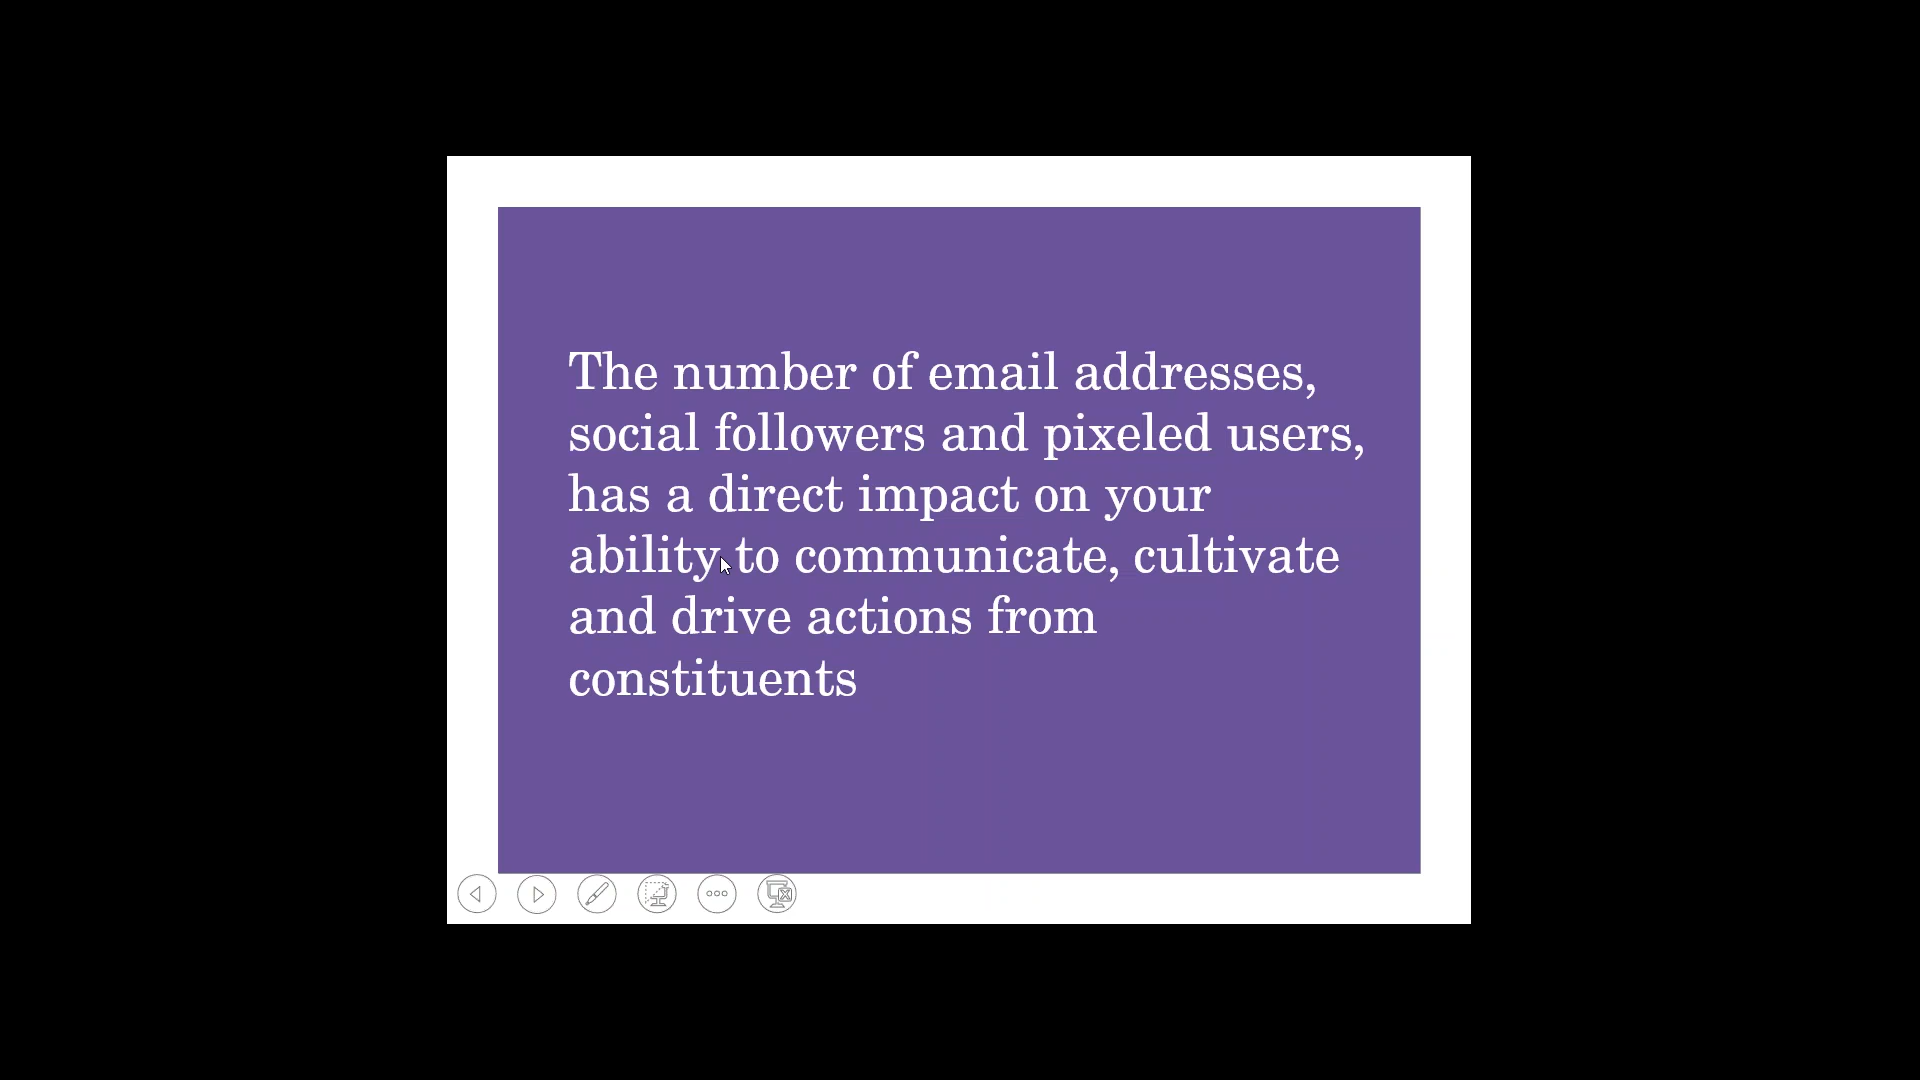 The number of email addresses,
social followers and pixeled users,
has a direct impact on your
ability to communicate, cultivate
and drive actions from
constituents